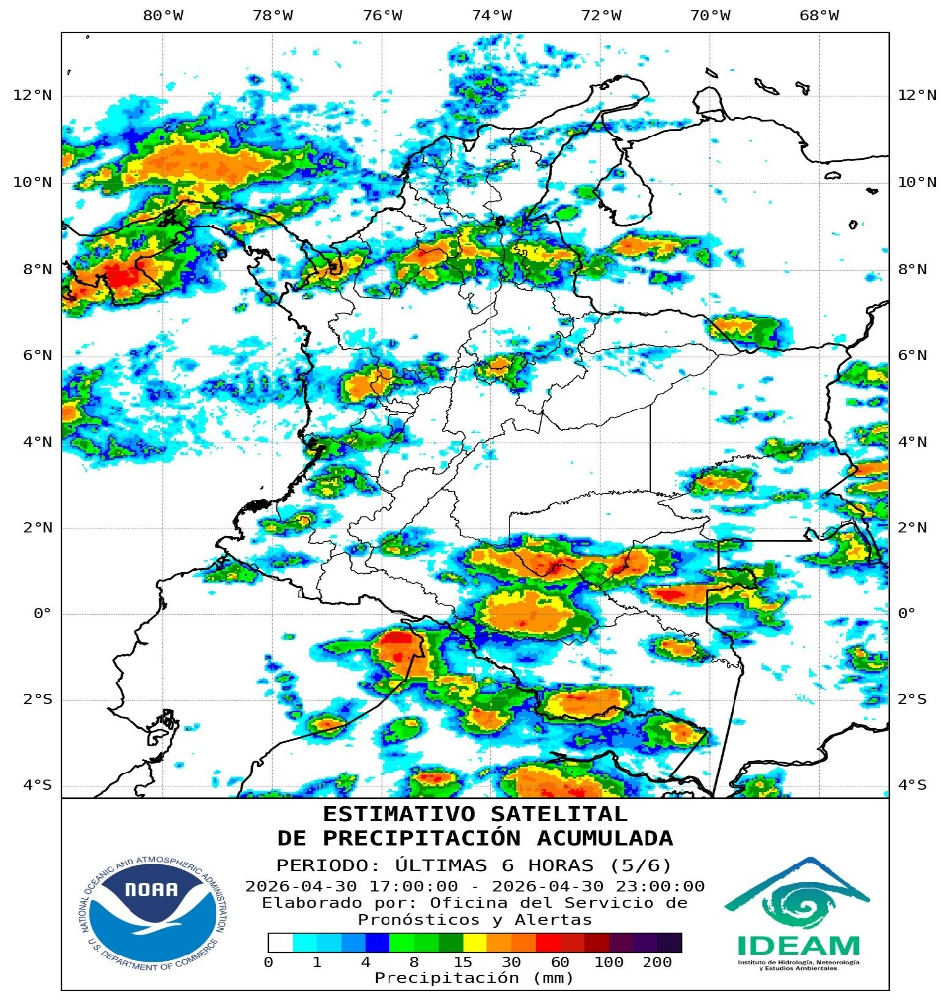 80°W 78°W 76°W 74°W 72°W 70°W 68°W
12°N 12°N
10°N 10°N
8°N 8°N
6°N 6°N
4°N 4°N
2°N 2°N
0° 0°
2°S 2°S
4°S 4°S
ESTIMATIVO SATELITAL
DE PRECIPITACIÓN ACUMULADA
PERIODO: ÚLTIMAS 6 HORAS (5/6)
2026-04-30 17:00:00 - 2026-04-30 23:00:00
Elaborado por: Oficina del Servicio de
Pronósticos y Alertas
0 1 4 8 15 30 60 100 200
Precipitación (mm)
NATIONAL OCEANIC AND ATMOSPHERIC ADMINISTRATION
NOAA
U.S. DEPARTMENT OF COMMERCE
IDEAM
Instituto de Hidrología, Meteorología
y Estudios Ambientales